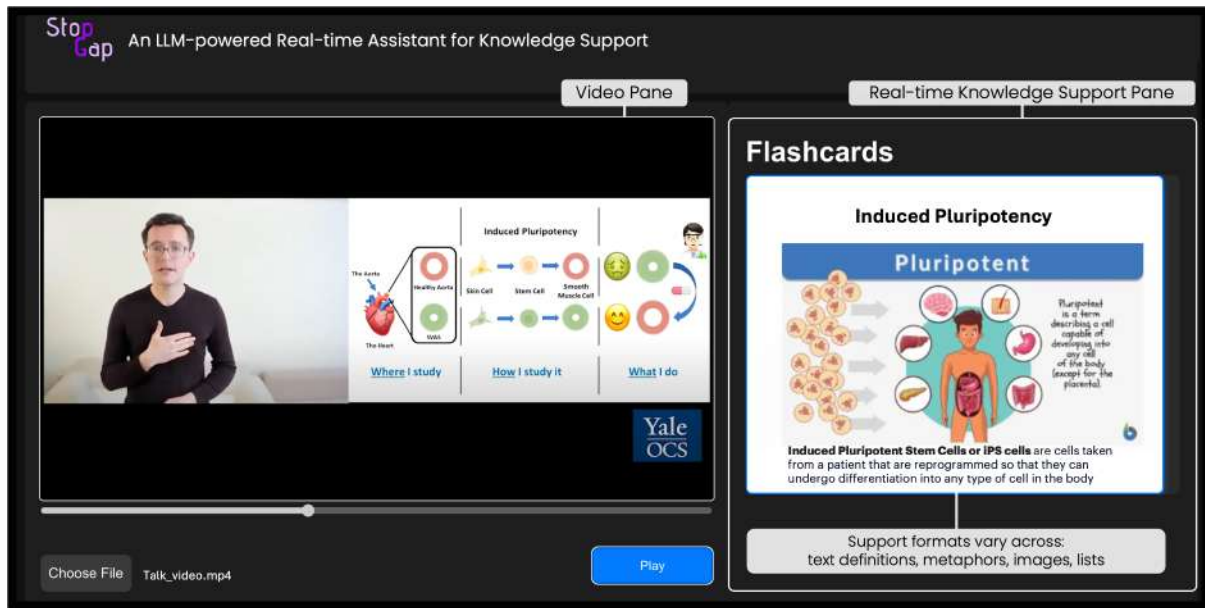 Stop
Gap
An LLM-powered Real-time Assistant for Knowledge Support
Video Pane
Real-time Knowledge Support Pane
Induced Pluripotency
The Aorta
Healthy Aorta
SVAS
The Heart
Skin Cell
Stem Cell
Smooth
Muscle Cell
Where I study
How I study it
What I do
Yale
OCS
Choose File
Talk_video.mp4
Play
Flashcards
Induced Pluripotency
Pluripotent
Pluripotent
is a term
describing a cell
capable of
developing into
any cell
of the body
(except for the
placenta).
Induced Pluripotent Stem Cells or iPS cells are cells taken
from a patient that are reprogrammed so that they can
undergo differentiation into any type of cell in the body
Support formats vary across:
text definitions, metaphors, images, lists